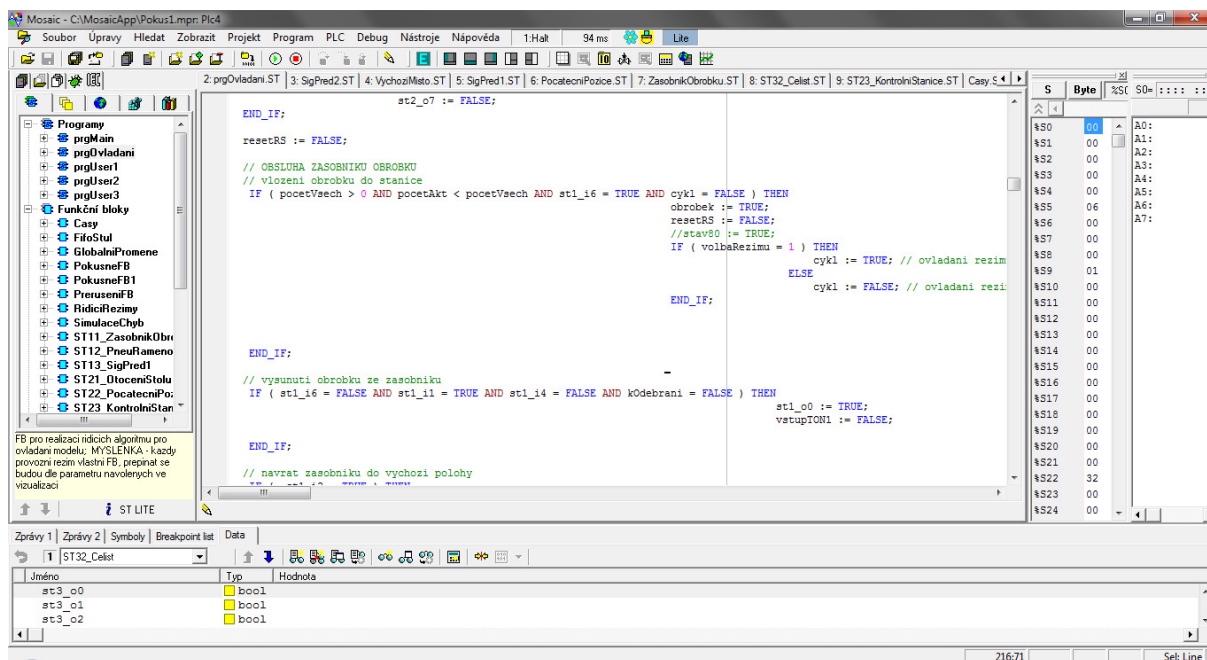 Mosaic - C:\MosaicApp\Pokus1.mpr: Plc4
Soubor Úpravy Hledat Zobrazit Projekt Program PLC Debug Nástroje Nápověda 1:Halt 94 ms Lite
2: prgOvladani.ST 3: SigPred2.ST 4: VychoziMisto.ST 5: SigPred1.ST 6: PocatecniPozice.ST 7: ZasobnikObrobku.ST 8: ST32_Celist.ST 9: ST23_KontrolniStanice.ST Casy.S
Programy
prgMain
prgOvladani
prgUser1
prgUser2
prgUser3
Funkční bloky
Casy
FifoStul
GlobalniPromene
PokusneFB
PokusneFB1
PreruseniFB
RidiciRezimy
SimulaceChyb
ST11_ZasobnikObro
ST12_PneuRameno
ST13_SigPred1
ST21_OtoceniStolu
ST22_PocatecniPoz
ST23_KontrolniStan
FB pro realizaci ridicich algoritmu pro
ovladani modelu; MYSLENKA - kazdy
provozni rezim vlastni FB, prepinat se
budou dle parametru navolenych ve
vizualizaci
ST LITE
st2_o7 := FALSE;
END_IF;
resetRS := FALSE;
// OBSLUHA ZASOBNIKU OBROBKU
// vlozeni obrobku do stanice
IF ( pocetVsech > 0 AND pocetAkt < pocetVsech AND st1_i6 = TRUE AND cykl = FALSE ) THEN
obrobek := TRUE;
resetRS := FALSE;
//stav80 := TRUE;
IF ( volbaRezimu = 1 ) THEN
cykl := TRUE; // ovladani rezim
ELSE
cykl := FALSE; // ovladani rezi
END_IF;
END_IF;
// vysunuti obrobku ze zasobniku
IF ( st1_i6 = FALSE AND st1_i1 = TRUE AND st1_i4 = FALSE AND kOdebrani = FALSE ) THEN
st1_o0 := TRUE;
vstupTON1 := FALSE;
END_IF;
// navrat zasobniku do vychozi polohy
S Byte %S( S0= :::: ::
%S0 00
%S1 00
%S2 00
%S3 00
%S4 00
%S5 06
%S6 00
%S7 00
%S8 00
%S9 01
%S10 00
%S11 00
%S12 00
%S13 00
%S14 00
%S15 00
%S16 00
%S17 00
%S18 00
%S19 00
%S20 00
%S21 00
%S22 32
%S23 00
%S24 00
A0:
A1:
A2:
A3:
A4:
A5:
A6:
A7:
Zprávy 1 Zprávy 2 Symboly Breakpoint list Data
1 ST32_Celist
Jméno Typ Hodnota
st3_o0 bool
st3_o1 bool
st3_o2 bool
216:71 Sel: Line